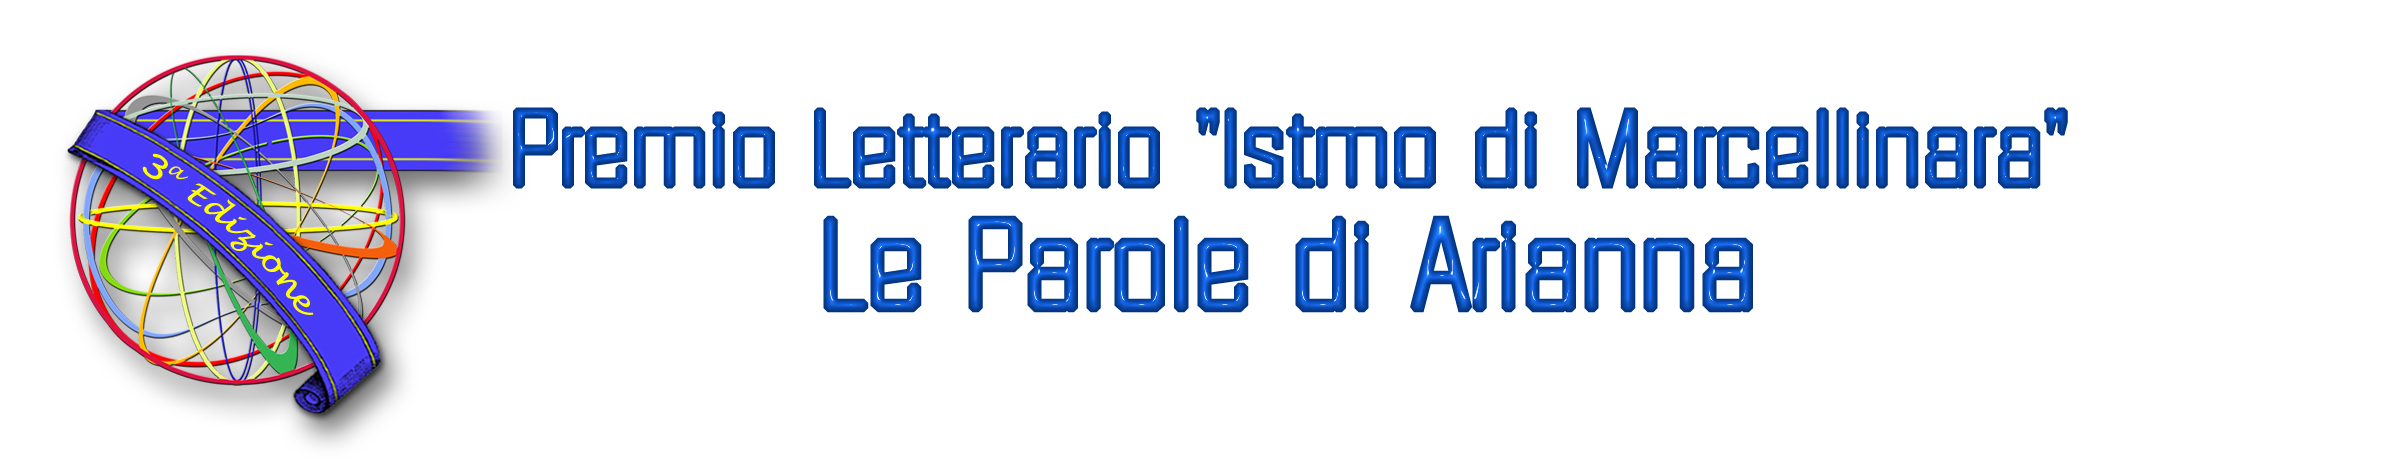 3a Edizione
Premio Letterario "Istmo di Marcellinara"
Le Parole di Arianna